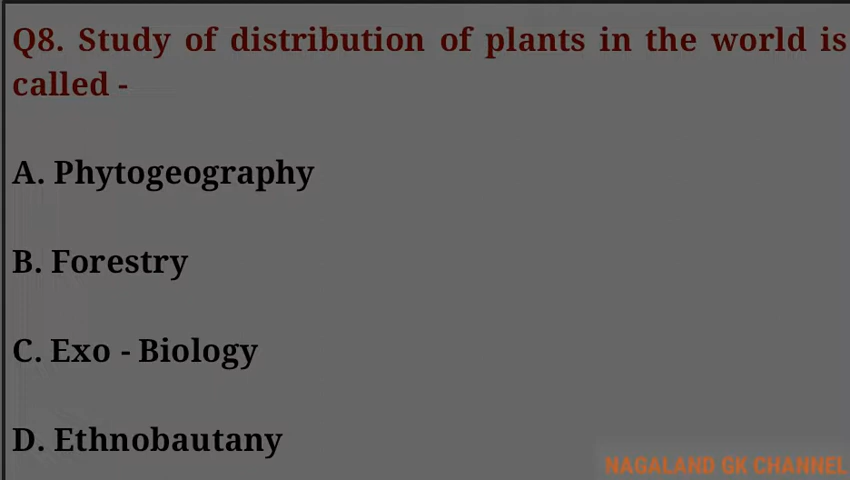 Q8. Study of distribution of plants in the world is
called -
A. Phytogeography
B. Forestry
C. Exo - Biology
D. Ethnobautany
NAGALAND GK CHANNEL